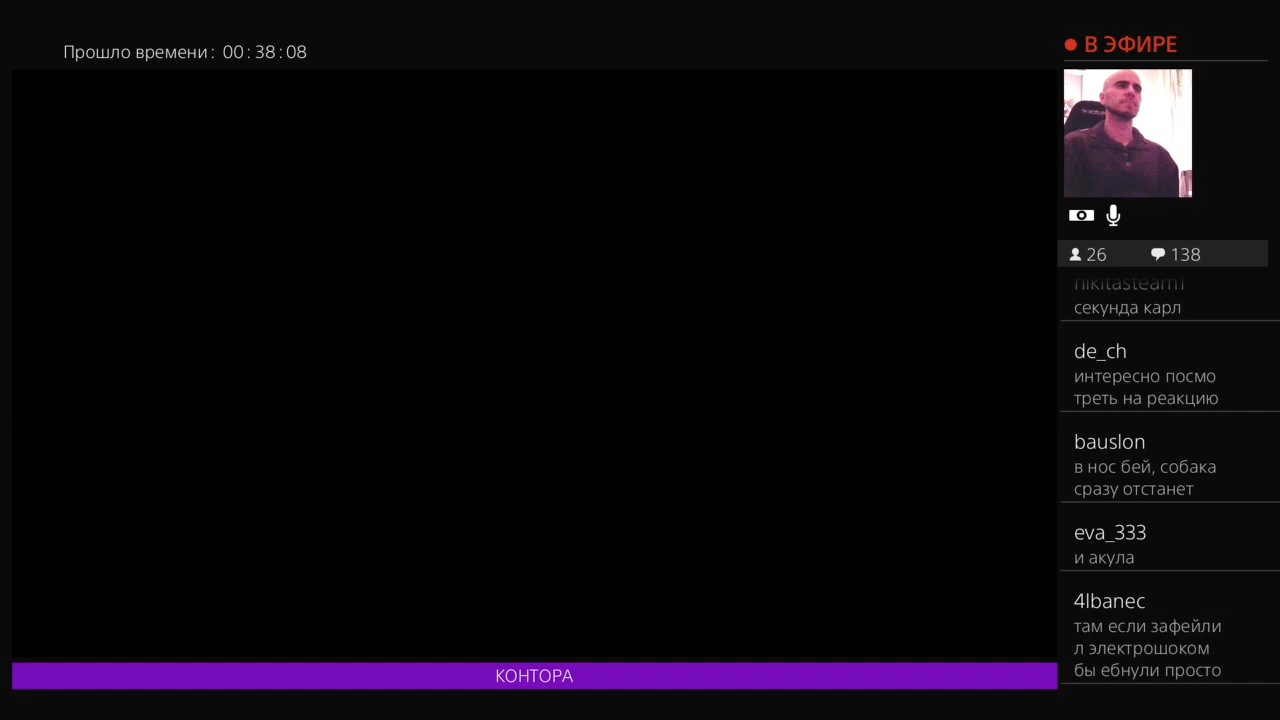 Прошло времени: 00:38:08
В ЭФИРЕ
26 138
nikitasteam1
секунда карл
de_ch
интересно посмо
треть на реакцию
bauslon
в нос бей, собака
сразу отстанет
eva_333
и акула
4lbanec
там если зафейли
л электрошоком
бы ебнули просто
КОНТОРА